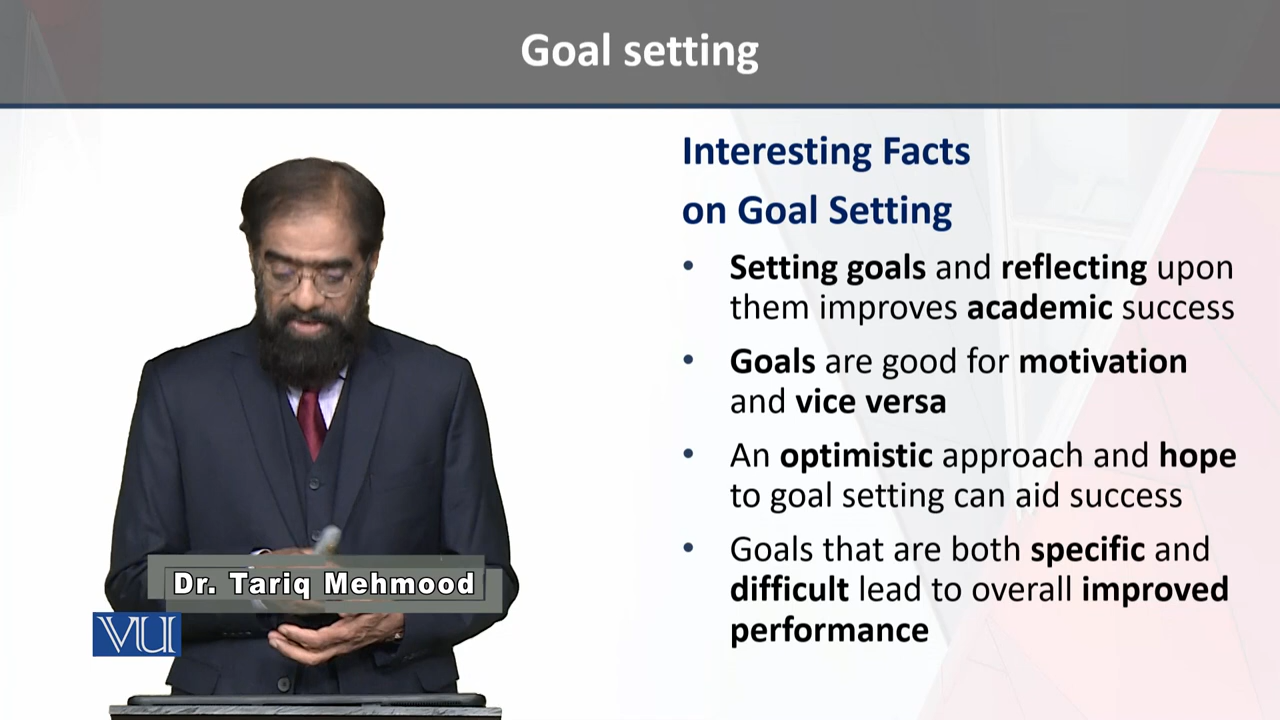 Goal setting
Interesting Facts
on Goal Setting
• Setting goals and reflecting upon
them improves academic success
• Goals are good for motivation
and vice versa
• An optimistic approach and hope
to goal setting can aid success
• Goals that are both specific and
difficult lead to overall improved
performance
Dr. Tariq Mehmood
VU